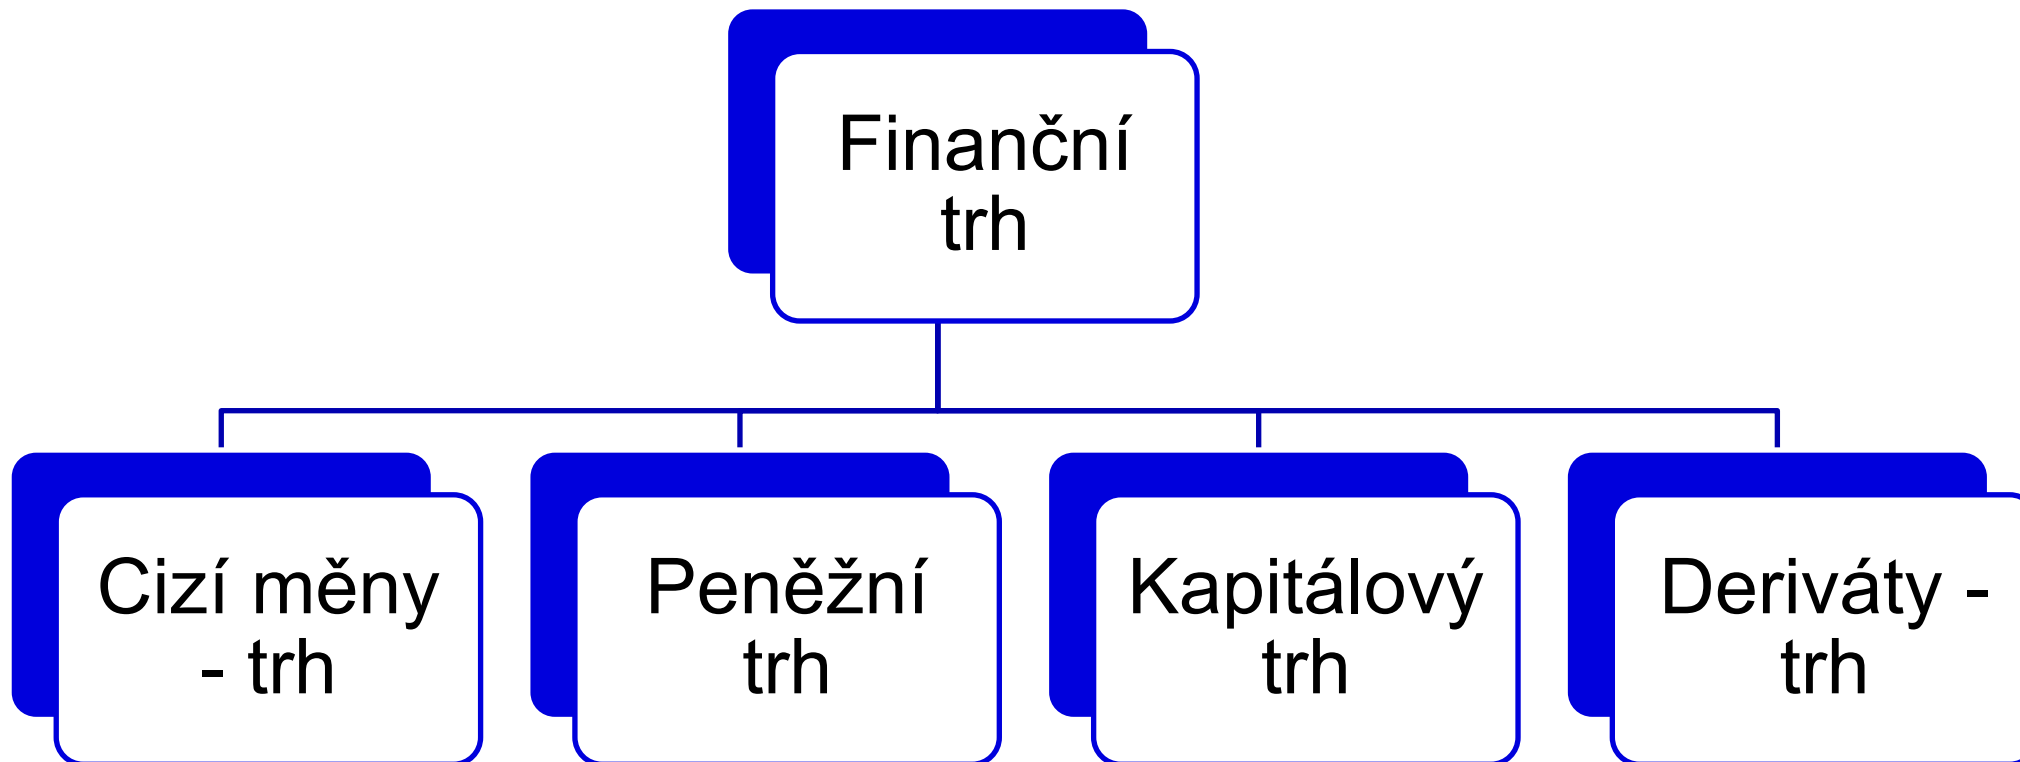 Finanční
trh
Cizí měny
- trh
Peněžní
trh
Kapitálový
trh
Deriváty -
trh